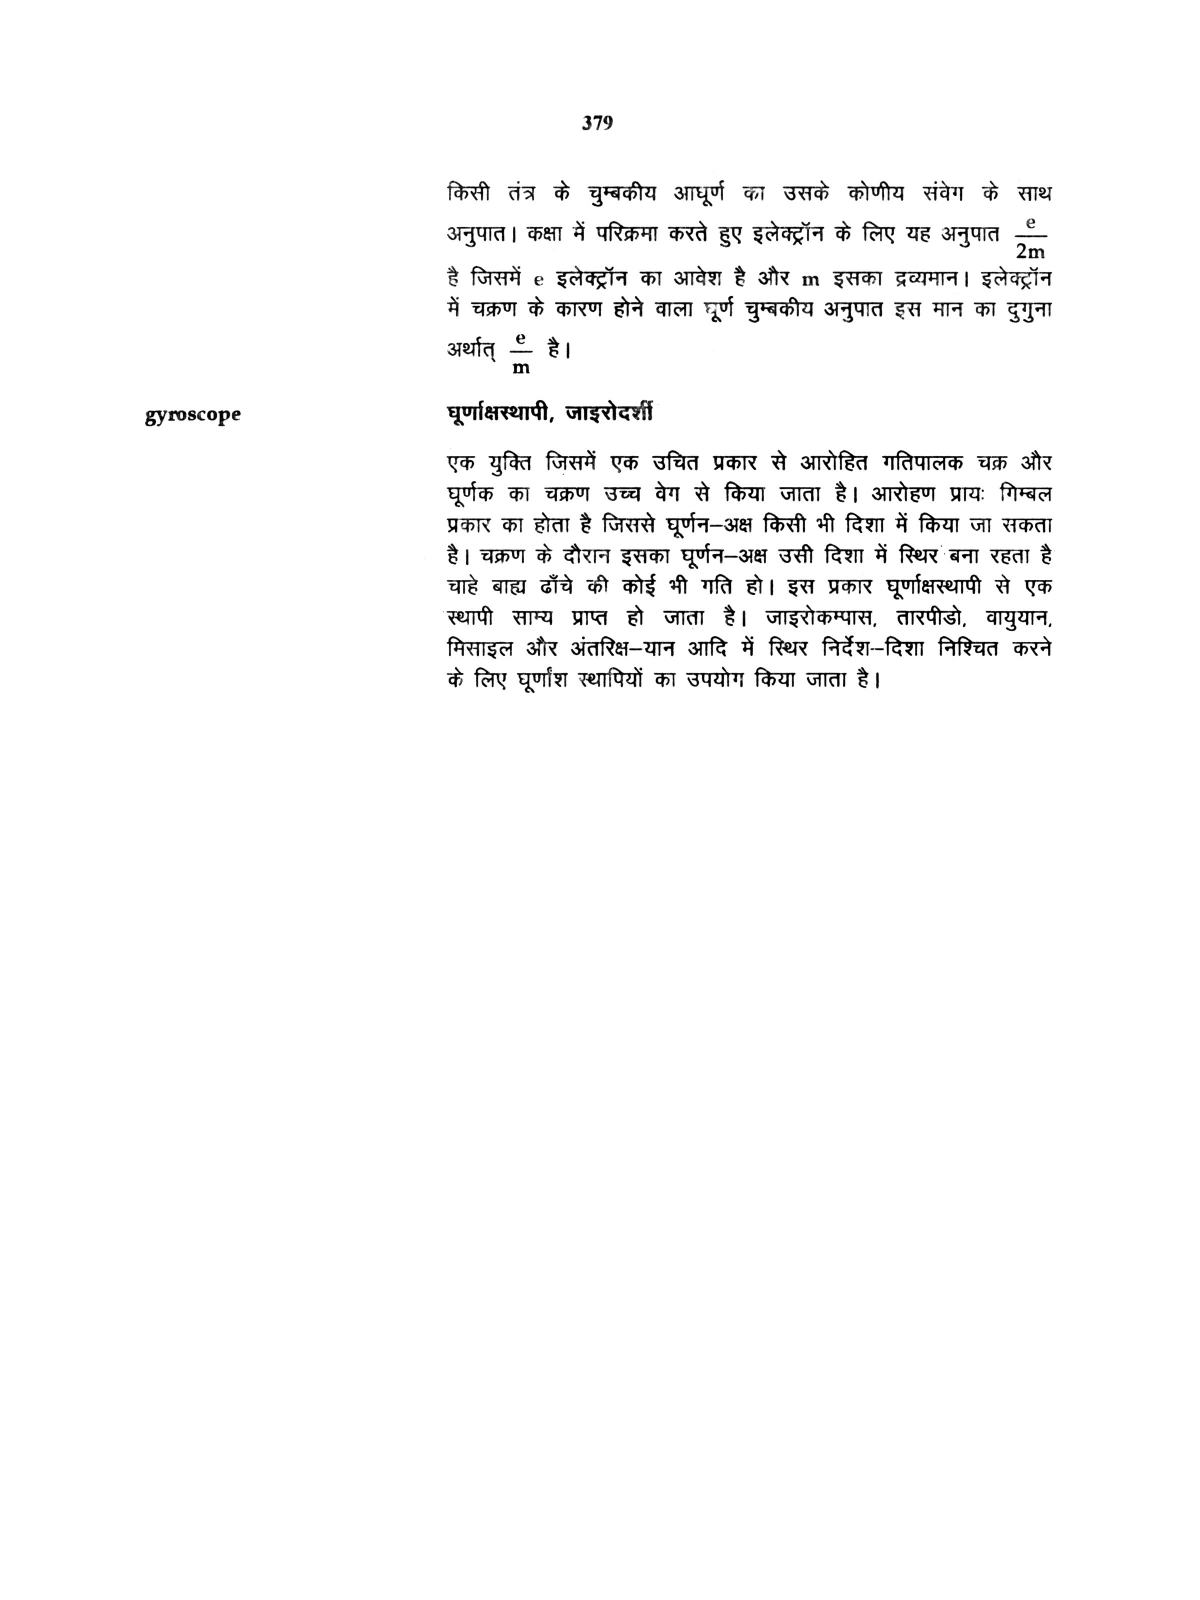 379
किसी तंत्र के चुम्बकीय आधूर्ण का उसके कोणीय संवेग के साथ
अनुपात। कक्षा में परिक्रमा करते हुए इलेक्ट्रॉन के लिए यह अनुपात e/2m
है जिसमें e इलेक्ट्रॉन का आवेश है और m इसका द्रव्यमान। इलेक्ट्रॉन
में चक्रण के कारण होने वाला घूर्ण चुम्बकीय अनुपात इस मान का दुगुना
अर्थात् e/m है।
gyroscope घूर्णाक्षस्थापी, जाइरोदर्शी
एक युक्ति जिसमें एक उचित प्रकार से आरोहित गतिपालक चक्र और
घूर्णक का चक्रण उच्च वेग से किया जाता है। आरोहण प्रायः गिम्बल
प्रकार का होता है जिससे घूर्णन–अक्ष किसी भी दिशा में किया जा सकता
है। चक्रण के दौरान इसका घूर्णन–अक्ष उसी दिशा में स्थिर बना रहता है
चाहे बाह्य ढाँचे की कोई भी गति हो। इस प्रकार घूर्णाक्षस्थापी से एक
स्थापी साम्य प्राप्त हो जाता है। जाइरोकम्पास, तारपीडो, वायुयान,
मिसाइल और अंतरिक्ष–यान आदि में स्थिर निर्देश–दिशा निश्चित करने
के लिए घूर्णांश स्थापियों का उपयोग किया जाता है।